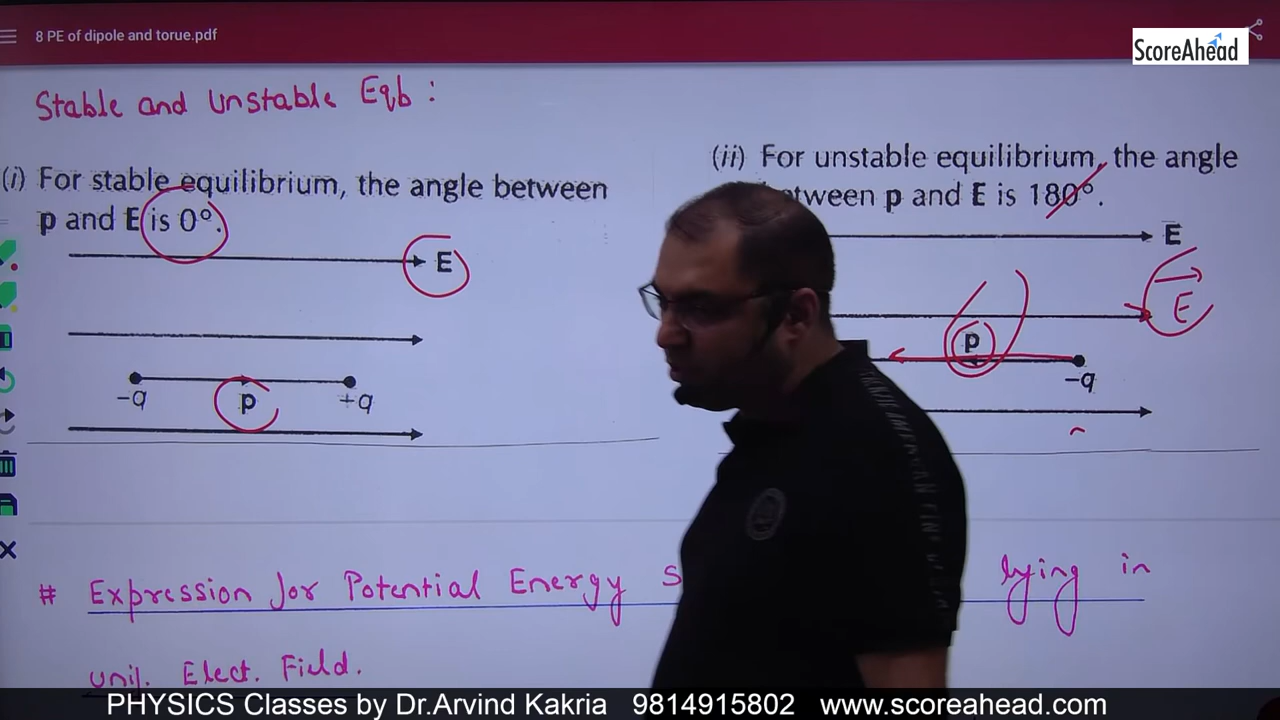 8 PE of dipole and torue.pdf
ScoreAhead
Stable and Unstable Eqb :
(i) For stable equilibrium, the angle between
p and E is 0°.
E
-q
p
+q
(ii) For unstable equilibrium, the angle
between p and E is 180°.
E
E
p
-q
# Expression for Potential Energy lying in
unif. Elect. Field.
PHYSICS Classes by Dr.Arvind Kakria 9814915802 www.scoreahead.com